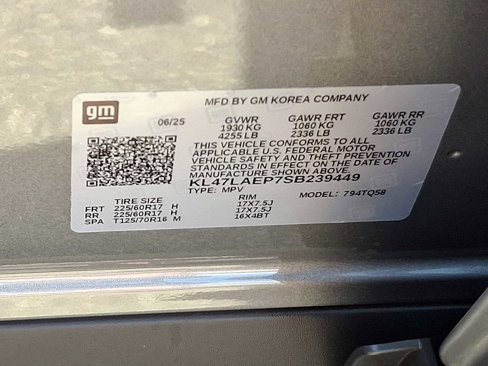 gm
MFD BY GM KOREA COMPANY
06/25 GVWR GAWR FRT GAWR RR
1930 KG 1060 KG 1060 KG
4255 LB 2336 LB 2336 LB
THIS VEHICLE CONFORMS TO ALL
APPLICABLE U.S. FEDERAL MOTOR
VEHICLE SAFETY AND THEFT PREVENTION
STANDARDS IN EFFECT ON THE DATE OF
MANUFACTURE SHOWN ABOVE.
KL47LAEP7SB239449
TYPE: MPV MODEL: 794TQ58
TIRE SIZE RIM
FRT 225/60R17 H 17X7.5J
RR 225/60R17 H 17X7.5J
SPA T125/70R16 M 16X4BT